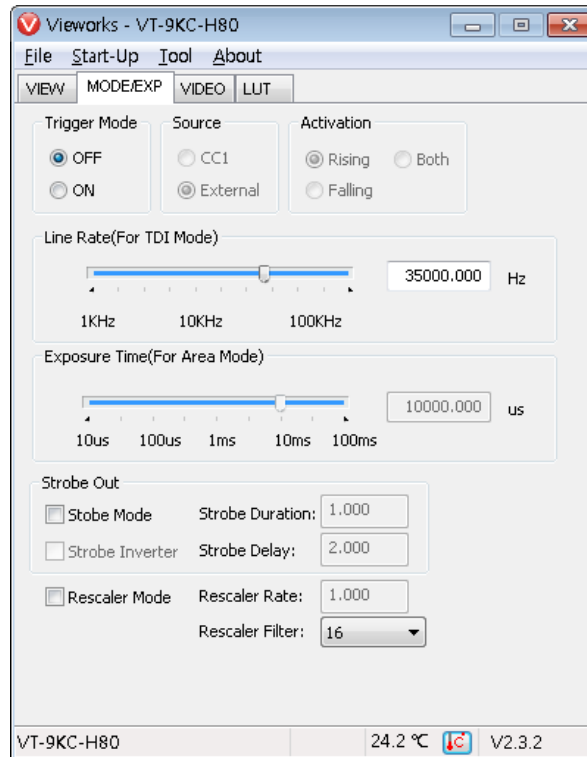 Vieworks - VT-9KC-H80
File Start-Up Tool About
VIEW MODE/EXP VIDEO LUT
Trigger Mode Source Activation
OFF CC1 Rising Both
ON External Falling
Line Rate(For TDI Mode)
35000.000 Hz
1KHz 10KHz 100KHz
Exposure Time(For Area Mode)
10000.000 us
10us 100us 1ms 10ms 100ms
Strobe Out
Stobe Mode Strobe Duration: 1.000
Strobe Inverter Strobe Delay: 2.000
Rescaler Mode Rescaler Rate: 1.000
Rescaler Filter: 16
VT-9KC-H80 24.2 ℃ C V2.3.2